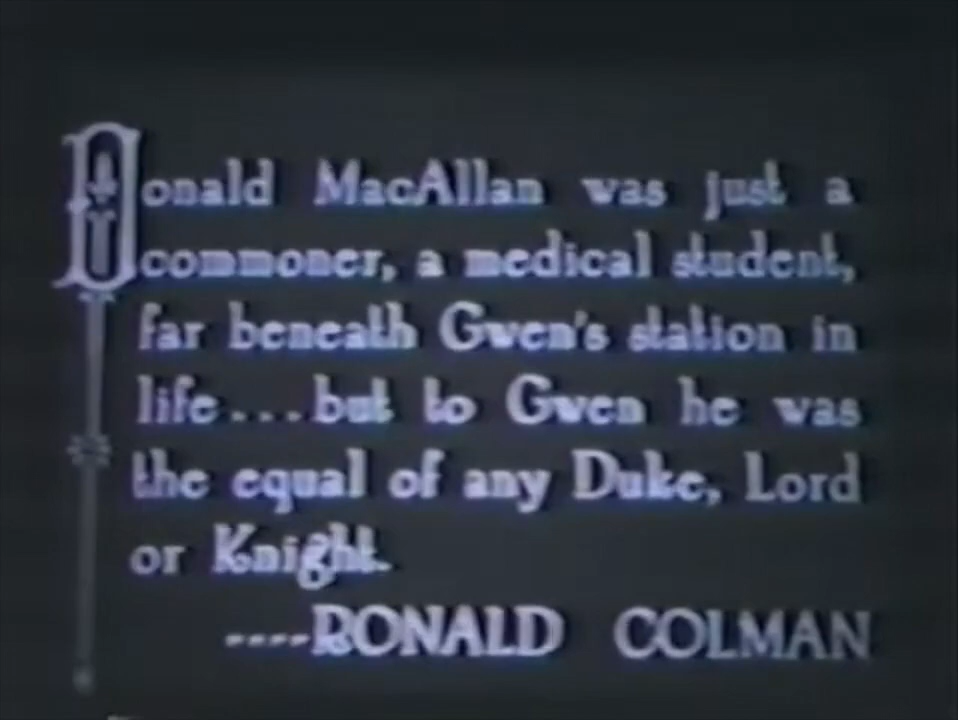 Donald MacAllan was just a
commoner, a medical student,
far beneath Gwen's station in
life...but to Gwen he was
the equal of any Duke, Lord
or Knight.
----RONALD COLMAN